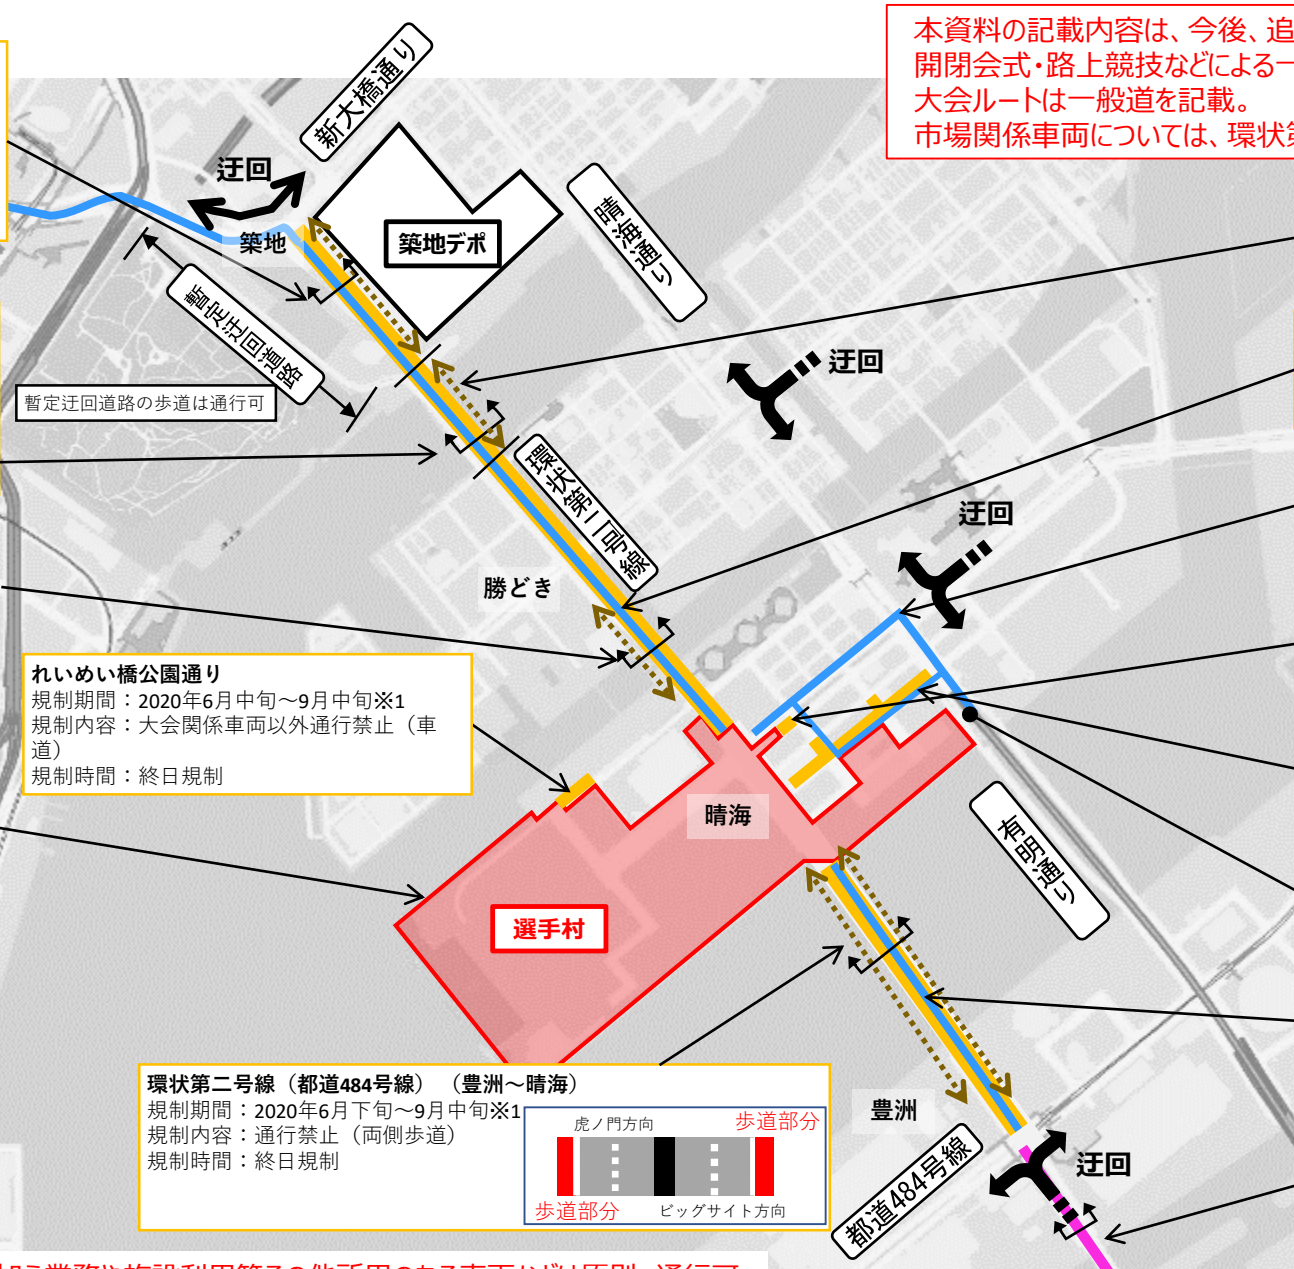 本資料の記載内容は、今後、追
開閉会式・路上競技などによる一
大会ルートは一般道を記載。
市場関係車両については、環状第
新大橋通り
迂回
築地
築地デポ
晴海通り
暫定迂回道路
暫定迂回道路の歩道は通行可
迂回
環状第二号線
迂回
勝どき
れいめい橋公園通り
規制期間：2020年6月中旬～9月中旬※1
規制内容：大会関係車両以外通行禁止（車
道）
規制時間：終日規制
晴海
有明通り
選手村
環状第二号線（都道484号線）（豊洲～晴海）
規制期間：2020年6月下旬～9月中旬※1
規制内容：通行禁止（両側歩道）
規制時間：終日規制
虎ノ門方向
歩道部分
歩道部分
ビッグサイト方向
豊洲
都道484号線
迂回